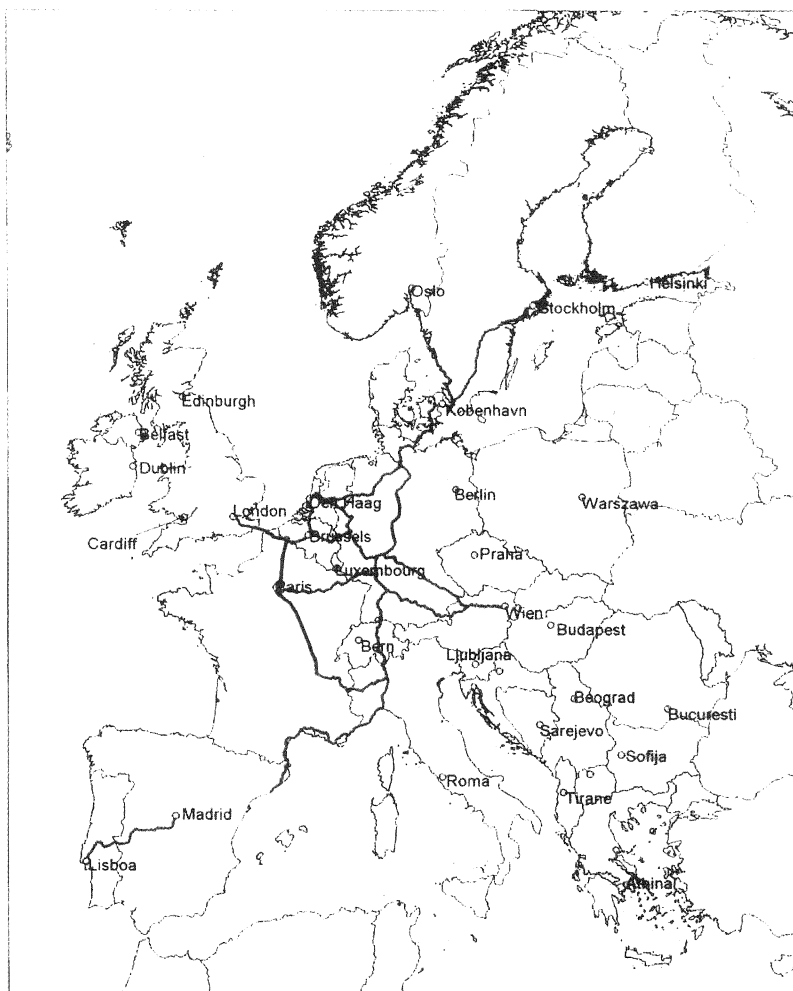 Oslo
Helsinki
Stockholm
Edinburgh
København
Belfast
Dublin
Berlin
London
Den Haag
Warszawa
Cardiff
Brussels
Praha
Luxembourg
Paris
Wien
Budapest
Bern
Ljubljana
Beograd
Bucuresti
Sarejevo
Sofija
Roma
Tirane
Madrid
Lisboa
Athinai